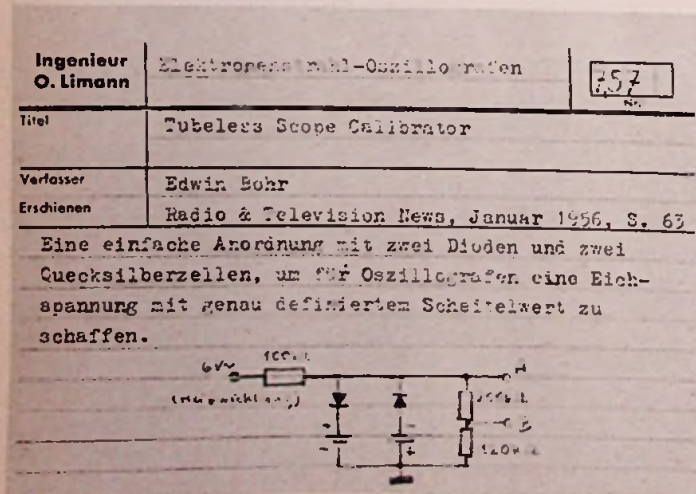 Ingenieur
O. Limann
Elektronenstrahl-Oszillografen
757
Nr.
Titel
Tubeless Scope Calibrator
Verfasser
Edwin Bohr
Erschienen
Radio & Television News, Januar 1956, S. 63
Eine einfache Anordnung mit zwei Dioden und zwei
Quecksilberzellen, um für Oszillografen eine Eich-
spannung mit genau definiertem Scheitelwert zu
schaffen.
6V~
A
B
- -
+ - +